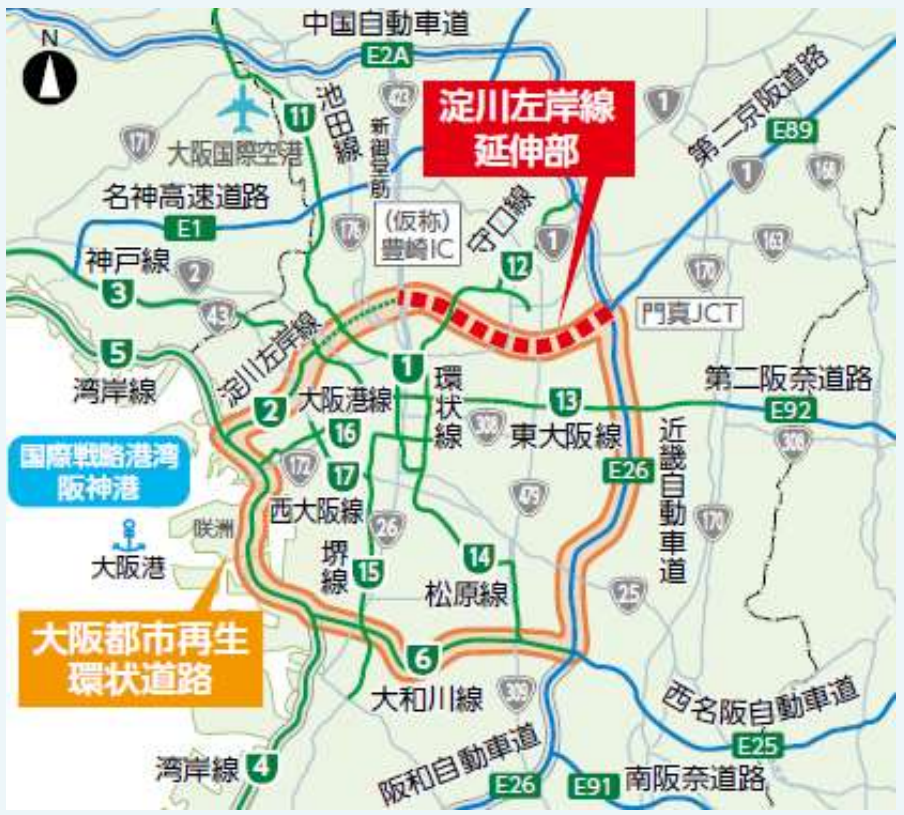 中国自動車道
E2A
N
11
池田線
新御堂筋
423
淀川左岸線
延伸部
1
第二京阪道路
E89
171
大阪国際空港
1
168
名神高速道路
E1
176
(仮称)
豊崎IC
守口線
1
163
神戸線
2
12
170
3
43
門真JCT
5
湾岸線
淀川左岸線
1
環状線
第二阪奈道路
E92
2
大阪港線
13
308
308
16
東大阪線
近畿自動車道
国際戦略港湾
阪神港
172
17
E26
479
西大阪線
170
咲洲
26
大阪港
堺線
15
14
松原線
25
大阪都市再生
環状道路
6
大和川線
309
西名阪自動車道
E25
湾岸線
4
阪和自動車道
E26
E91
南阪奈道路